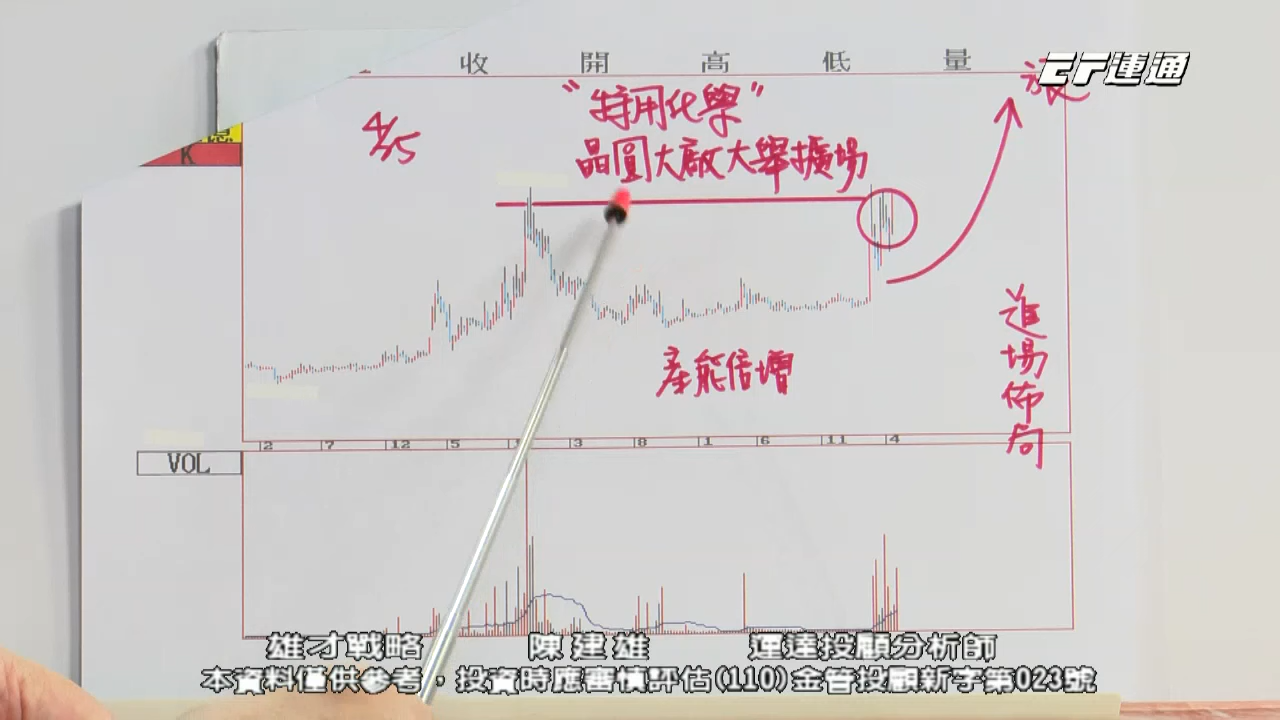 收 開 高 低 量
EF運通
4/15
"特用化學"
晶圓大廠大舉擴場
K
產能倍增
進場佈局
2 7 12 5 3 8 1 6 11 4
VOL
雄才戰略 陳建雄 運達投顧分析師
本資料僅供參考，投資時應審慎評估(110)金管投顧新字第023號